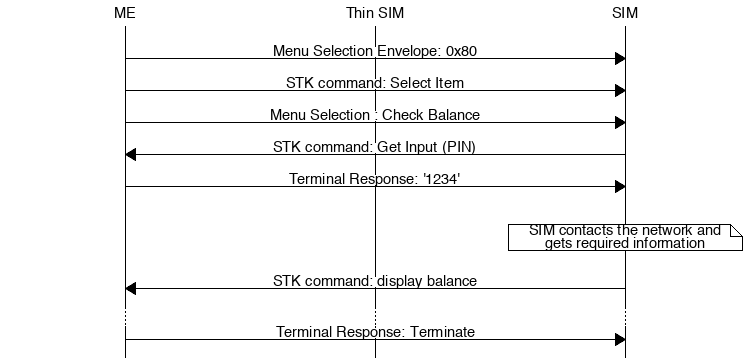 ME Thin SIM SIM
Menu Selection Envelope: 0x80
STK command: Select Item
Menu Selection : Check Balance
STK command: Get Input (PIN)
Terminal Response: '1234'
SIM contacts the network and
gets required information
STK command: display balance
Terminal Response: Terminate